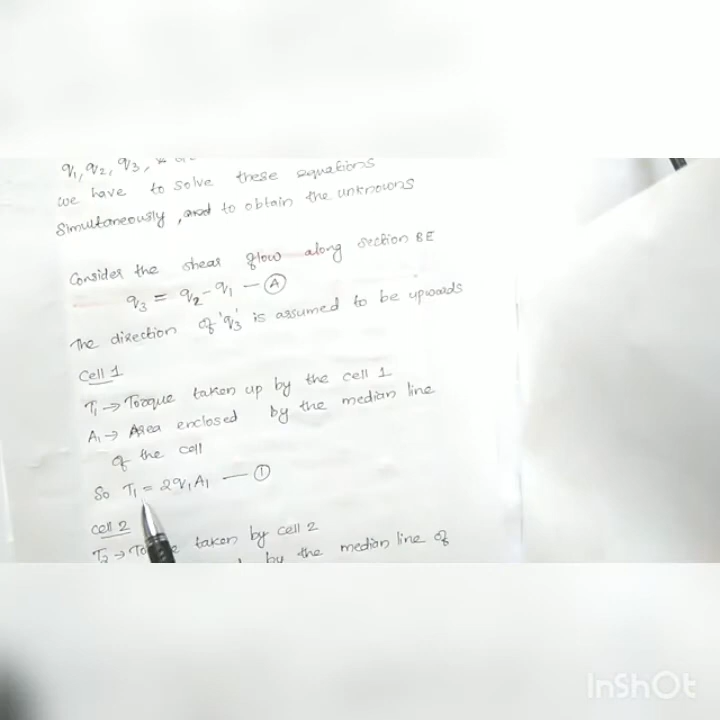 q1, q2, q3,
we have to solve these equations
simultaneously, and to obtain the unknowns
Consider the shear flow along section BE
q3 = q2 - q1 — (A)
The direction of 'q3' is assumed to be upwards
Cell 1
T1 → Torque taken up by the cell 1
A1 → Area enclosed by the median line
of the cell
So T1 = 2q1A1 — (1)
Cell 2
T2 → taken by cell 2
by the median line of
InShOt